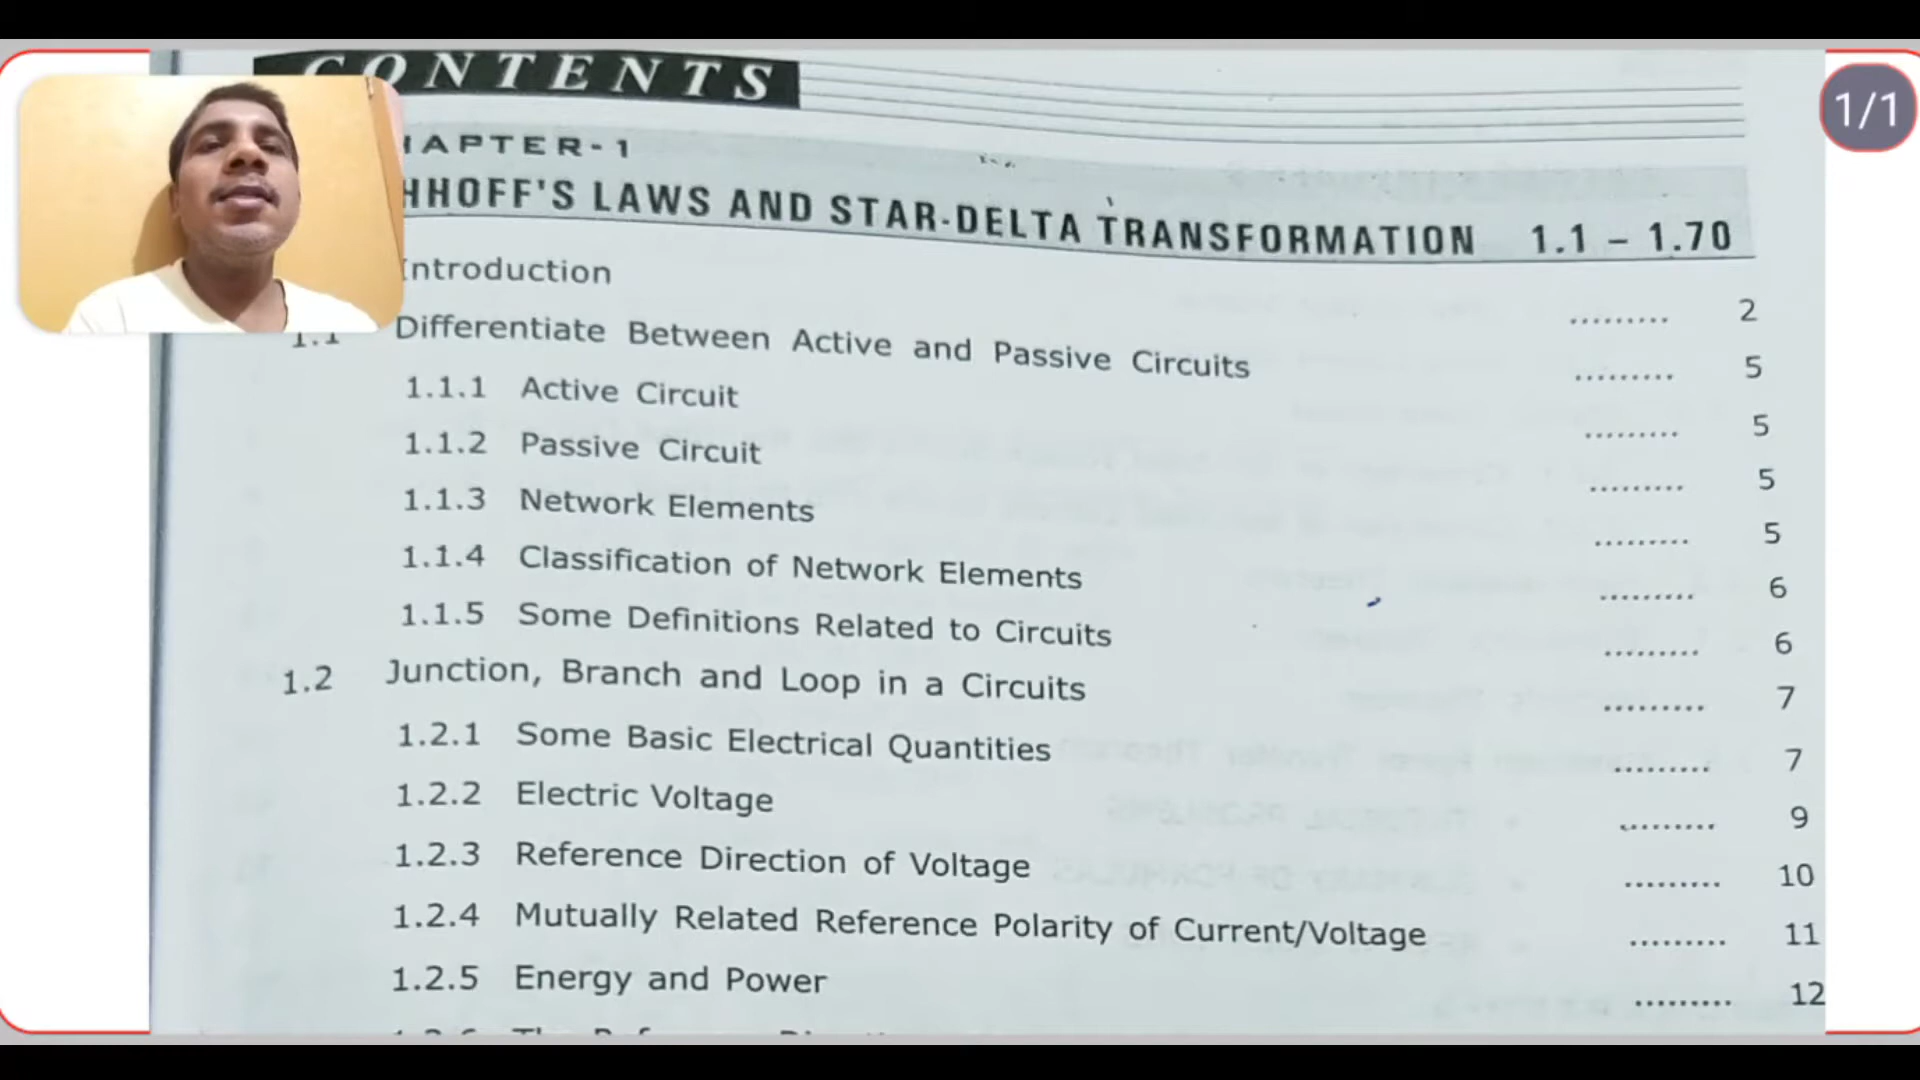 CONTENTS
1/1
HAPTER-1
HHOFF'S LAWS AND STAR-DELTA TRANSFORMATION 1.1 – 1.70
Introduction ......... 2
1.1 Differentiate Between Active and Passive Circuits ......... 5
1.1.1 Active Circuit ......... 5
1.1.2 Passive Circuit ......... 5
1.1.3 Network Elements ......... 5
1.1.4 Classification of Network Elements ......... 6
1.1.5 Some Definitions Related to Circuits ......... 6
1.2 Junction, Branch and Loop in a Circuits ......... 7
1.2.1 Some Basic Electrical Quantities ......... 7
1.2.2 Electric Voltage ......... 9
1.2.3 Reference Direction of Voltage ......... 10
1.2.4 Mutually Related Reference Polarity of Current/Voltage ......... 11
1.2.5 Energy and Power ......... 12